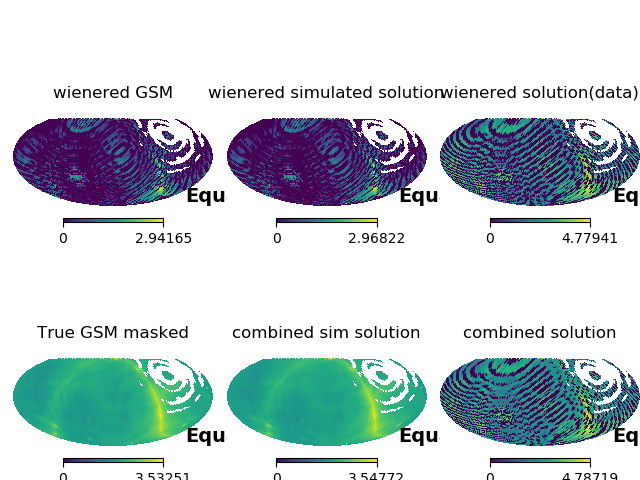 wienered GSM
wienered simulated solution
wienered solution(data)
Equ
Equ
Eq
0 2.94165
0 2.96822
0 4.77941
True GSM masked
combined sim solution
combined solution
Equ
Equ
Eq
0 3.53251
0 3.54772
0 4.78719